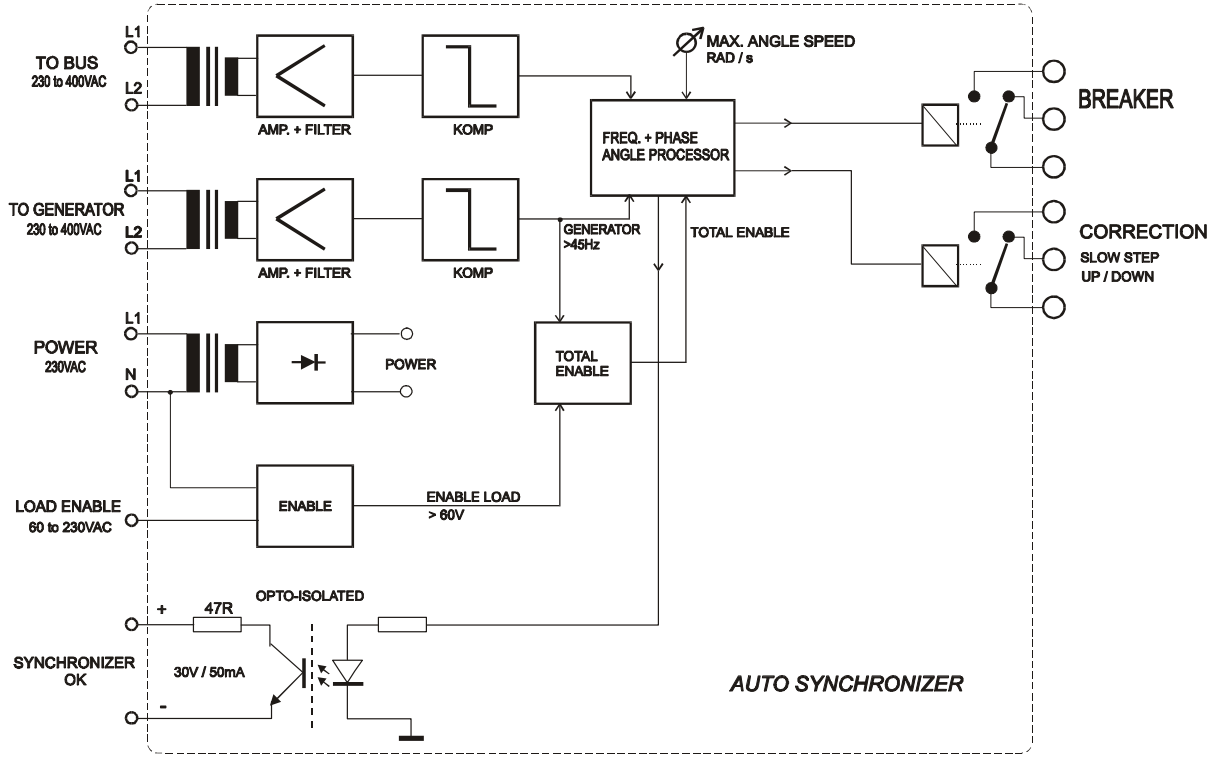 L1
TO BUS
230 to 400VAC
L2
AMP. + FILTER
KOMP
MAX. ANGLE SPEED
RAD / s
FREQ. + PHASE
ANGLE PROCESSOR
BREAKER
L1
TO GENERATOR
230 to 400VAC
L2
AMP. + FILTER
KOMP
GENERATOR
>45Hz
TOTAL ENABLE
CORRECTION
SLOW STEP
UP / DOWN
L1
POWER
230VAC
N
POWER
TOTAL
ENABLE
LOAD ENABLE
60 to 230VAC
ENABLE
ENABLE LOAD
> 60V
OPTO-ISOLATED
+
47R
SYNCHRONIZER
OK
30V / 50mA
-
AUTO SYNCHRONIZER